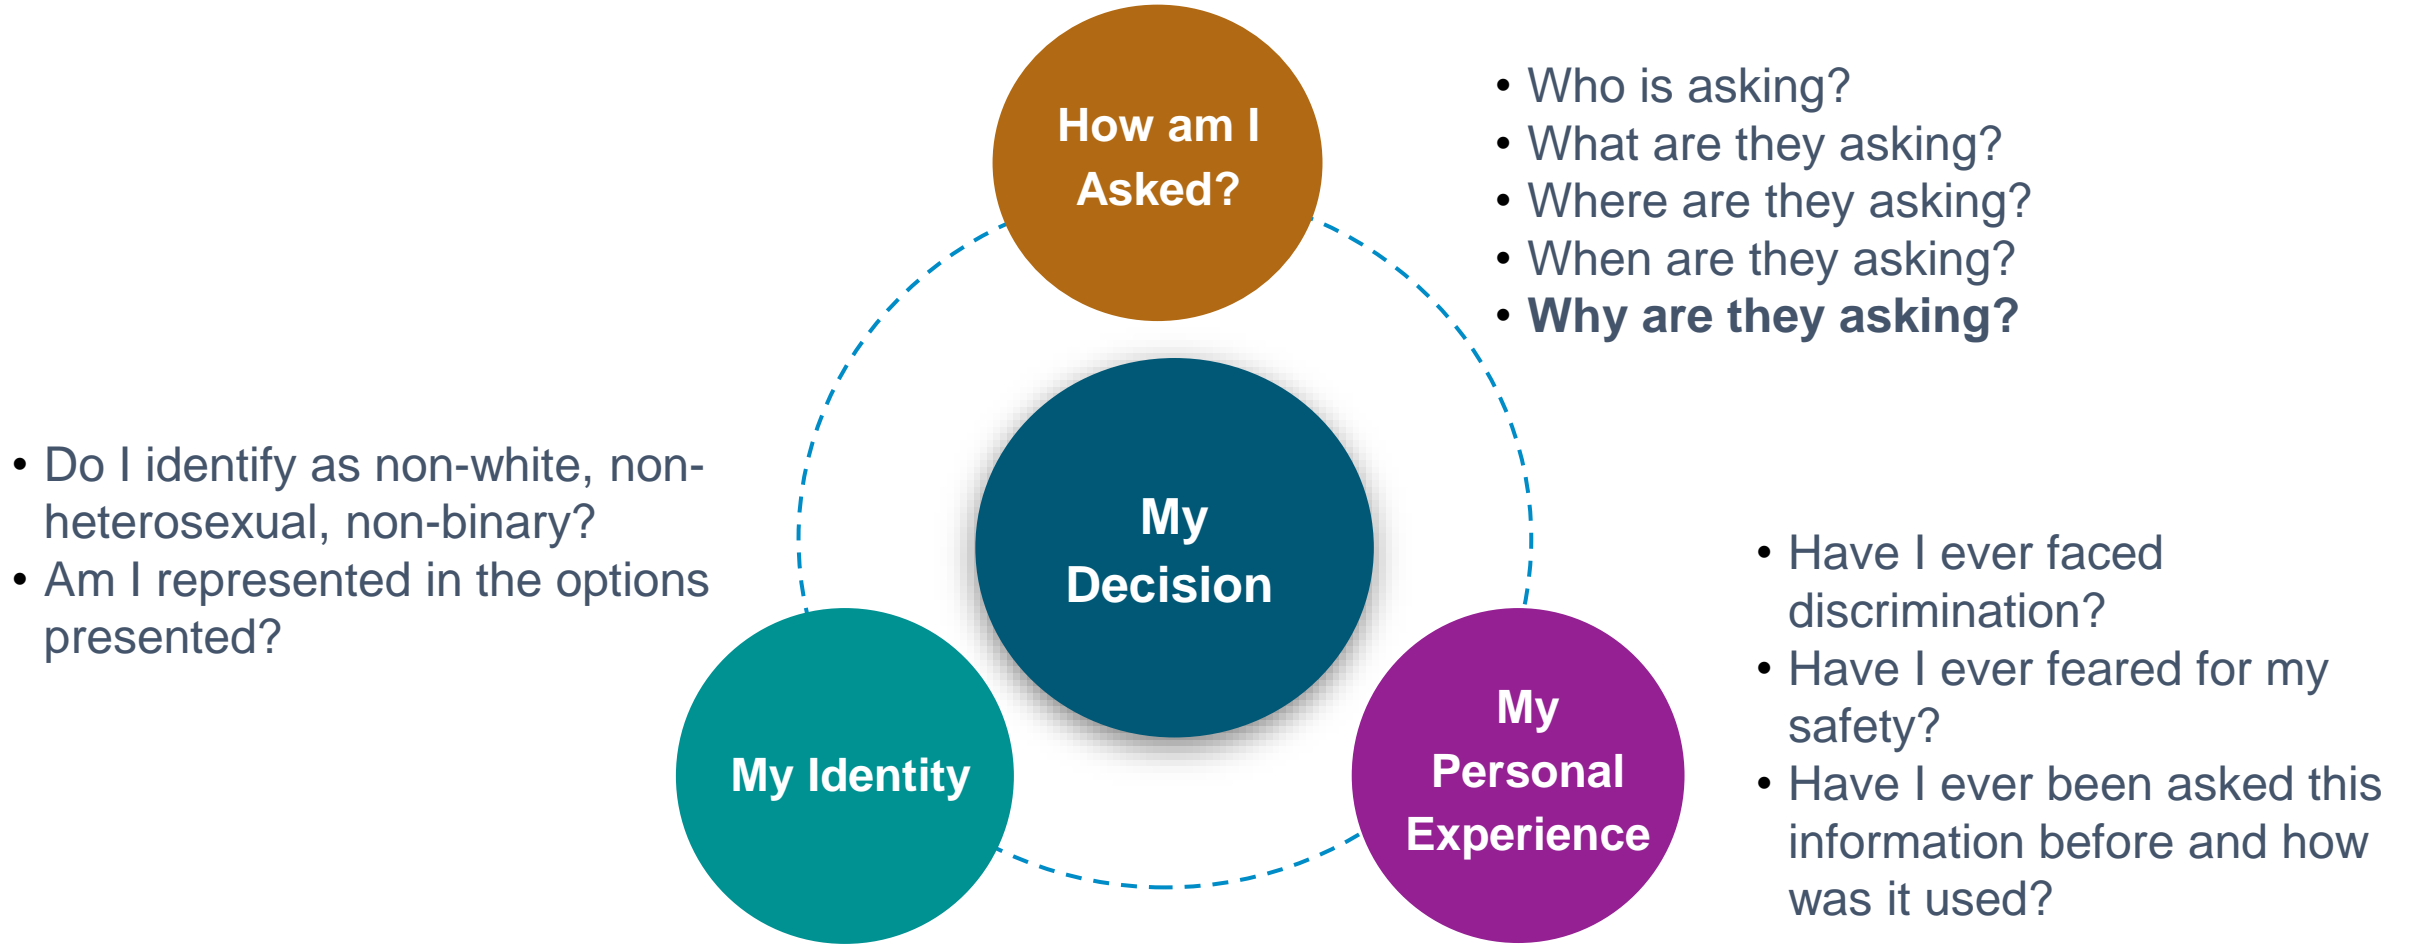 How am I
Asked?
• Who is asking?
• What are they asking?
• Where are they asking?
• When are they asking?
• Why are they asking?
• Do I identify as non-white, non-
heterosexual, non-binary?
• Am I represented in the options
presented?
My
Decision
My Identity
My
Personal
Experience
• Have I ever faced
discrimination?
• Have I ever feared for my
safety?
• Have I ever been asked this
information before and how
was it used?